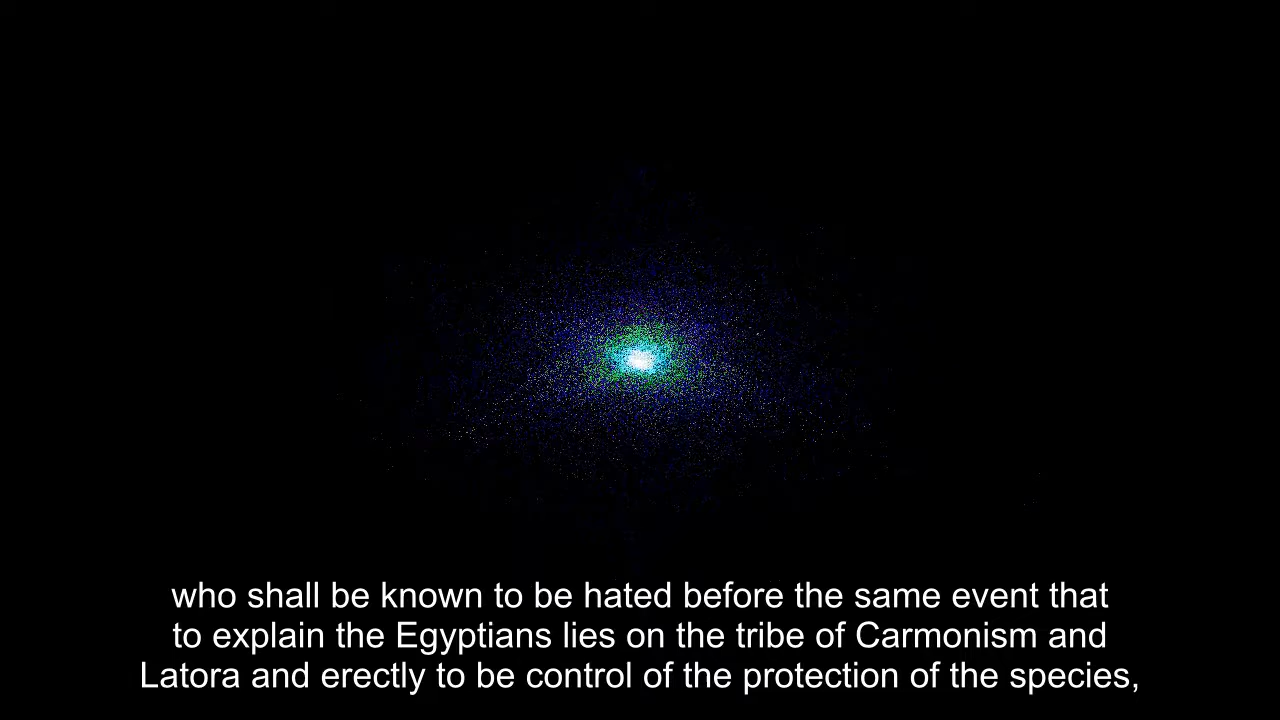 who shall be known to be hated before the same event that
to explain the Egyptians lies on the tribe of Carmonism and
Latora and erectly to be control of the protection of the species,